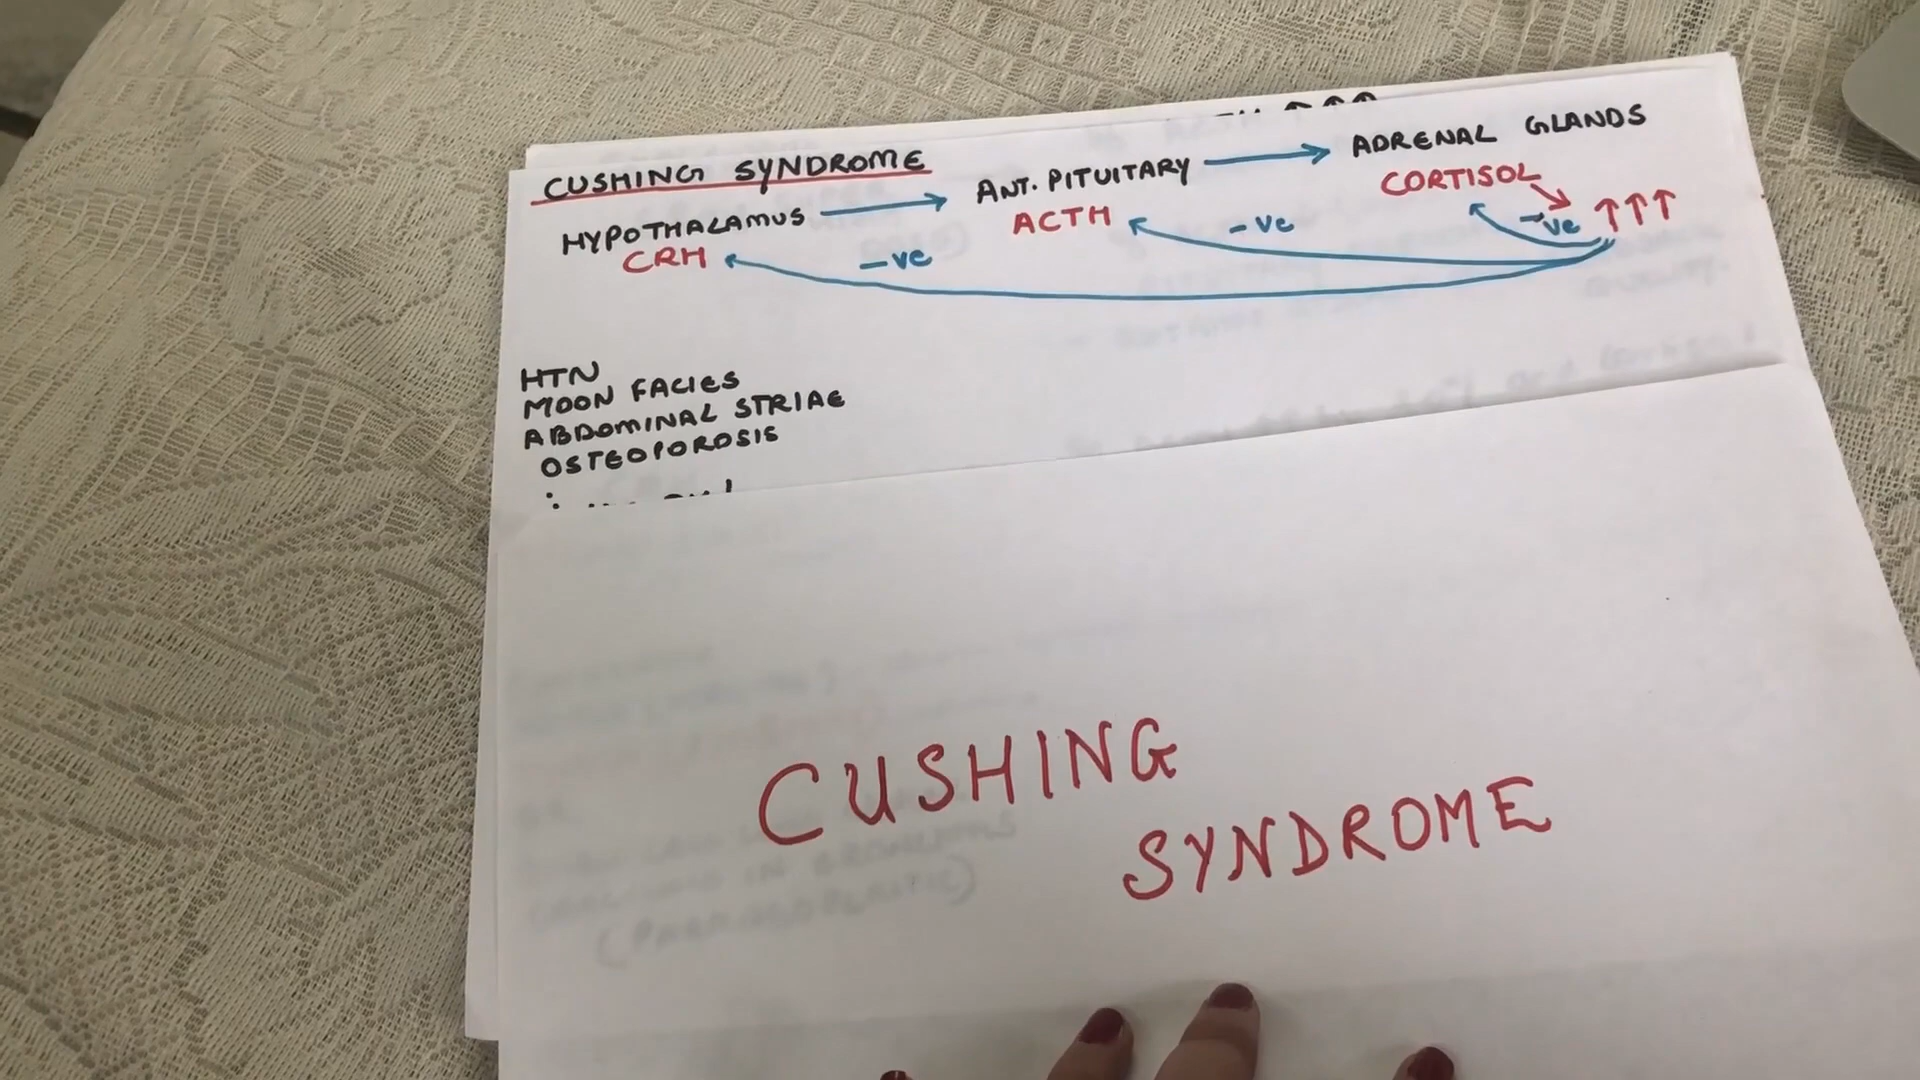 CUSHING SYNDROME
HYPOTHALAMUS → ANT. PITUITARY → ADRENAL GLANDS
CRH ACTH CORTISOL ↑↑↑
-ve -ve -ve
HTN
MOON FACIES
ABDOMINAL STRIAE
OSTEOPOROSIS
CUSHING
SYNDROME